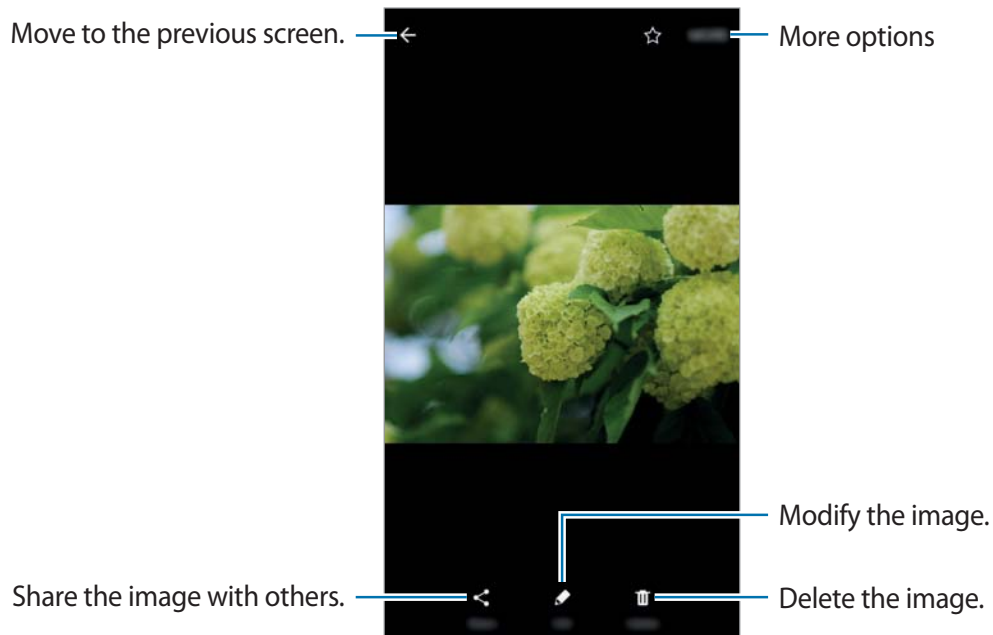 Move to the previous screen.
More options
Modify the image.
Share the image with others.
Delete the image.